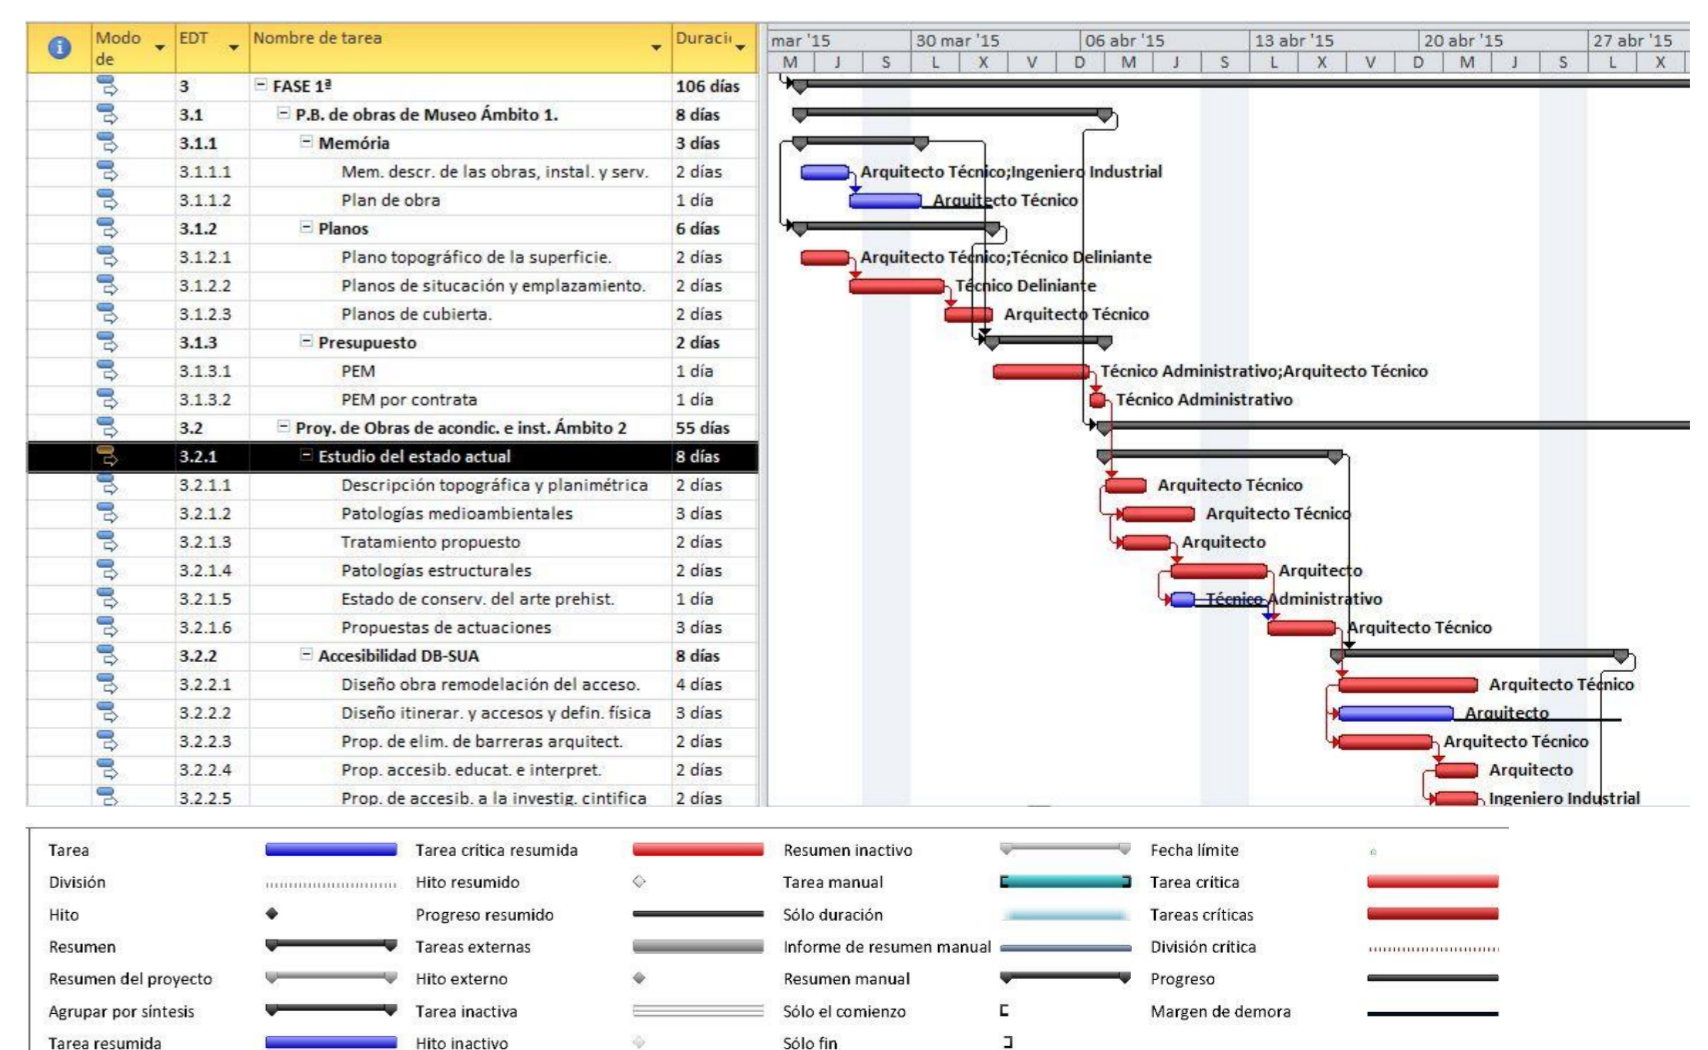 Modo de EDT Nombre de tarea Duració
mar '15 30 mar '15 06 abr '15 13 abr '15 20 abr '15 27 abr '15
M J S L X V D M J S L X V D M J S L X
3 FASE 1ª 106 días
3.1 P.B. de obras de Museo Ámbito 1. 8 días
3.1.1 Memória 3 días
3.1.1.1 Mem. descr. de las obras, instal. y serv. 2 días Arquitecto Técnico;Ingeniero Industrial
3.1.1.2 Plan de obra 1 día Arquitecto Técnico
3.1.2 Planos 6 días
3.1.2.1 Plano topográfico de la superficie. 2 días Arquitecto Técnico;Técnico Deliniante
3.1.2.2 Planos de situcación y emplazamiento. 2 días Técnico Deliniante
3.1.2.3 Planos de cubierta. 2 días Arquitecto Técnico
3.1.3 Presupuesto 2 días
3.1.3.1 PEM 1 día Técnico Administrativo;Arquitecto Técnico
3.1.3.2 PEM por contrata 1 día Técnico Administrativo
3.2 Proy. de Obras de acondic. e inst. Ámbito 2 55 días
3.2.1 Estudio del estado actual 8 días
3.2.1.1 Descripción topográfica y planimétrica 2 días Arquitecto Técnico
3.2.1.2 Patologías medioambientales 3 días Arquitecto Técnico
3.2.1.3 Tratamiento propuesto 2 días Arquitecto
3.2.1.4 Patologías estructurales 2 días Arquitecto
3.2.1.5 Estado de conserv. del arte prehist. 1 día Técnico Administrativo
3.2.1.6 Propuestas de actuaciones 3 días Arquitecto Técnico
3.2.2 Accesibilidad DB-SUA 8 días
3.2.2.1 Diseño obra remodelación del acceso. 4 días Arquitecto Técnico
3.2.2.2 Diseño itinerar. y accesos y defin. física 3 días Arquitecto
3.2.2.3 Prop. de elim. de barreras arquitect. 2 días Arquitecto Técnico
3.2.2.4 Prop. accesib. educat. e interpret. 2 días Arquitecto
3.2.2.5 Prop. de accesib. a la investig. cintifica 2 días Ingeniero Industrial
Tarea Tarea crítica resumida Resumen inactivo Fecha límite
División Hito resumido Tarea manual Tarea crítica
Hito Progreso resumido Sólo duración Tareas críticas
Resumen Tareas externas Informe de resumen manual División crítica
Resumen del proyecto Hito externo Resumen manual Progreso
Agrupar por síntesis Tarea inactiva Sólo el comienzo Margen de demora
Tarea resumida Hito inactivo Sólo fin